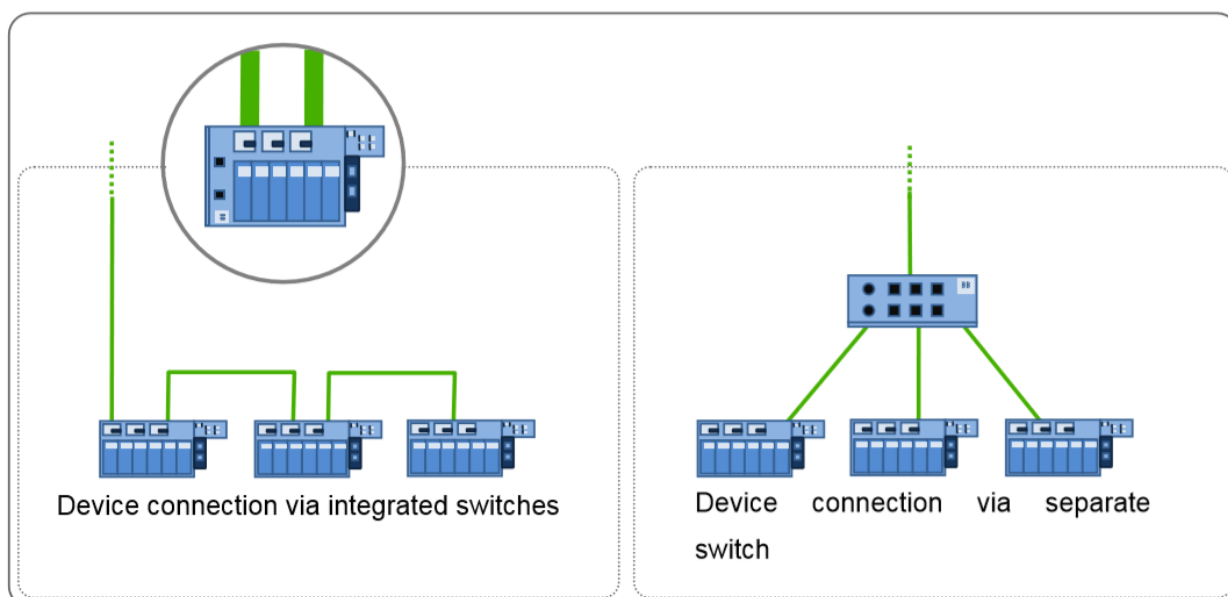 Device connection via integrated switches
Device connection via separate
switch